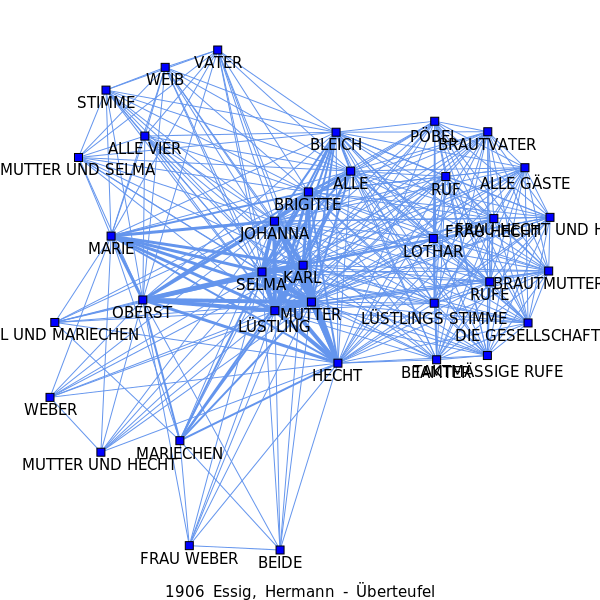 VATER
WEIB
STIMME
PÖBEL
BLEICH
BRAUTVATER
ALLE VIER
MUTTER UND SELMA
ALLE
RUF
ALLE GÄSTE
BRIGITTE
JOHANNA
FRAU HECHT
FRAU HECHT UND H
MARIE
LOTHAR
KARL
SELMA
BRAUTMUTTER
RUFE
OBERST
MUTTER
LÜSTLING
LÜSTLINGS STIMME
L UND MARIECHEN
DIE GESELLSCHAFT
HECHT
BEAMTER
TAKTMÄSSIGE RUFE
WEBER
MARIECHEN
MUTTER UND HECHT
FRAU WEBER
BEIDE
1906 Essig, Hermann - Überteufel